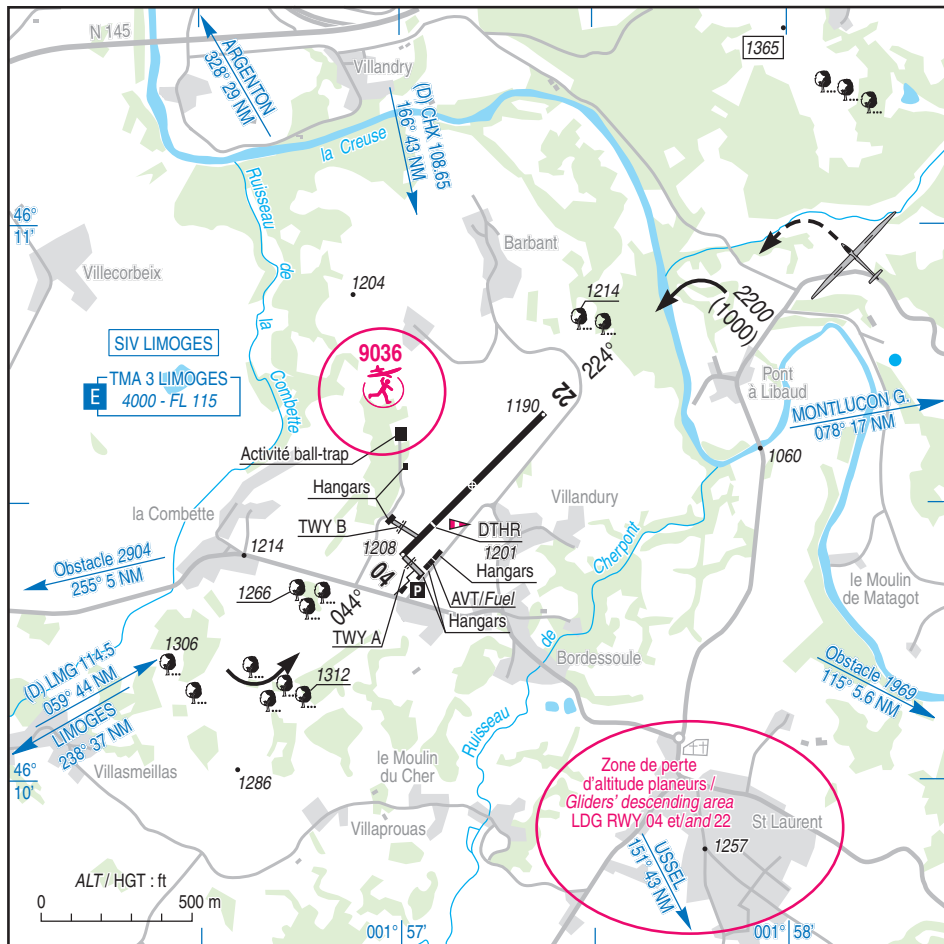 N 145
ARGENTON
328° 29 NM
Villandry
(D) CHX 108.65
166° 43 NM
1365
la Creuse
Ruisseau
de
la
Combette
46°
11'
Villecorbeix
Barbant
1204
1214
2200
(1000)
SIV LIMOGES
E
TMA 3 LIMOGES
4000 - FL 115
9036
224°
22
1190
Pont
à Libaud
MONTLUCON G.
078° 17 NM
1060
Activité ball-trap
Hangars
TWY B
la Combette
1214
1208
DTHR
1201
Villandury
Hangars
AVT/Fuel
Hangars
P
04
044°
TWY A
Obstacle 2904
255° 5 NM
1266
1306
1312
Cherpont
de
Ruisseau
le Moulin
de Matagot
Bordessoule
Obstacle 1969
115° 5.6 NM
(D) LMG 114.5
059° 44 NM
LIMOGES
238° 37 NM
46°
10'
Villasmeillas
1286
le Moulin
du Cher
Villaprouas
Zone de perte
d'altitude planeurs /
Gliders' descending area
LDG RWY 04 et/and 22
St Laurent
1257
USSEL
151° 43 NM
ALT / HGT : ft
0 500 m
001° 57'
001° 58'